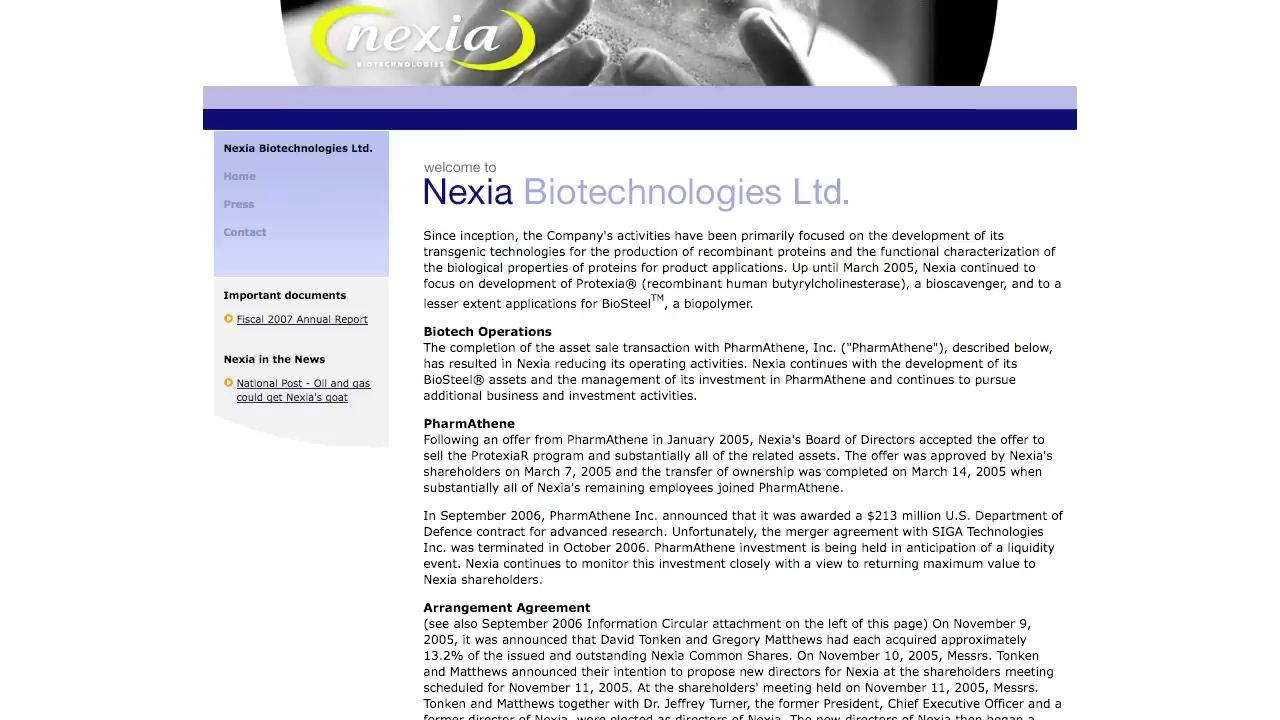 nexia
BIOTECHNOLOGIES
Nexia Biotechnologies Ltd.
Home
Press
Contact
Important documents
Fiscal 2007 Annual Report
Nexia in the News
National Post - Oil and gas
could get Nexia's goat
welcome to
Nexia Biotechnologies Ltd.
Since inception, the Company's activities have been primarily focused on the development of its
transgenic technologies for the production of recombinant proteins and the functional characterization of
the biological properties of proteins for product applications. Up until March 2005, Nexia continued to
focus on development of Protexia® (recombinant human butyrylcholinesterase), a bioscavenger, and to a
lesser extent applications for BioSteel™, a biopolymer.
Biotech Operations
The completion of the asset sale transaction with PharmAthene, Inc. ("PharmAthene"), described below,
has resulted in Nexia reducing its operating activities. Nexia continues with the development of its
BioSteel® assets and the management of its investment in PharmAthene and continues to pursue
additional business and investment activities.
PharmAthene
Following an offer from PharmAthene in January 2005, Nexia's Board of Directors accepted the offer to
sell the ProtexiaR program and substantially all of the related assets. The offer was approved by Nexia's
shareholders on March 7, 2005 and the transfer of ownership was completed on March 14, 2005 when
substantially all of Nexia's remaining employees joined PharmAthene.
In September 2006, PharmAthene Inc. announced that it was awarded a $213 million U.S. Department of
Defence contract for advanced research. Unfortunately, the merger agreement with SIGA Technologies
Inc. was terminated in October 2006. PharmAthene investment is being held in anticipation of a liquidity
event. Nexia continues to monitor this investment closely with a view to returning maximum value to
Nexia shareholders.
Arrangement Agreement
(see also September 2006 Information Circular attachment on the left of this page) On November 9,
2005, it was announced that David Tonken and Gregory Matthews had each acquired approximately
13.2% of the issued and outstanding Nexia Common Shares. On November 10, 2005, Messrs. Tonken
and Matthews announced their intention to propose new directors for Nexia at the shareholders meeting
scheduled for November 11, 2005. At the shareholders' meeting held on November 11, 2005, Messrs.
Tonken and Matthews together with Dr. Jeffrey Turner, the former President, Chief Executive Officer and a
former director of Nexia, were elected as directors of Nexia. The new directors of Nexia then began a